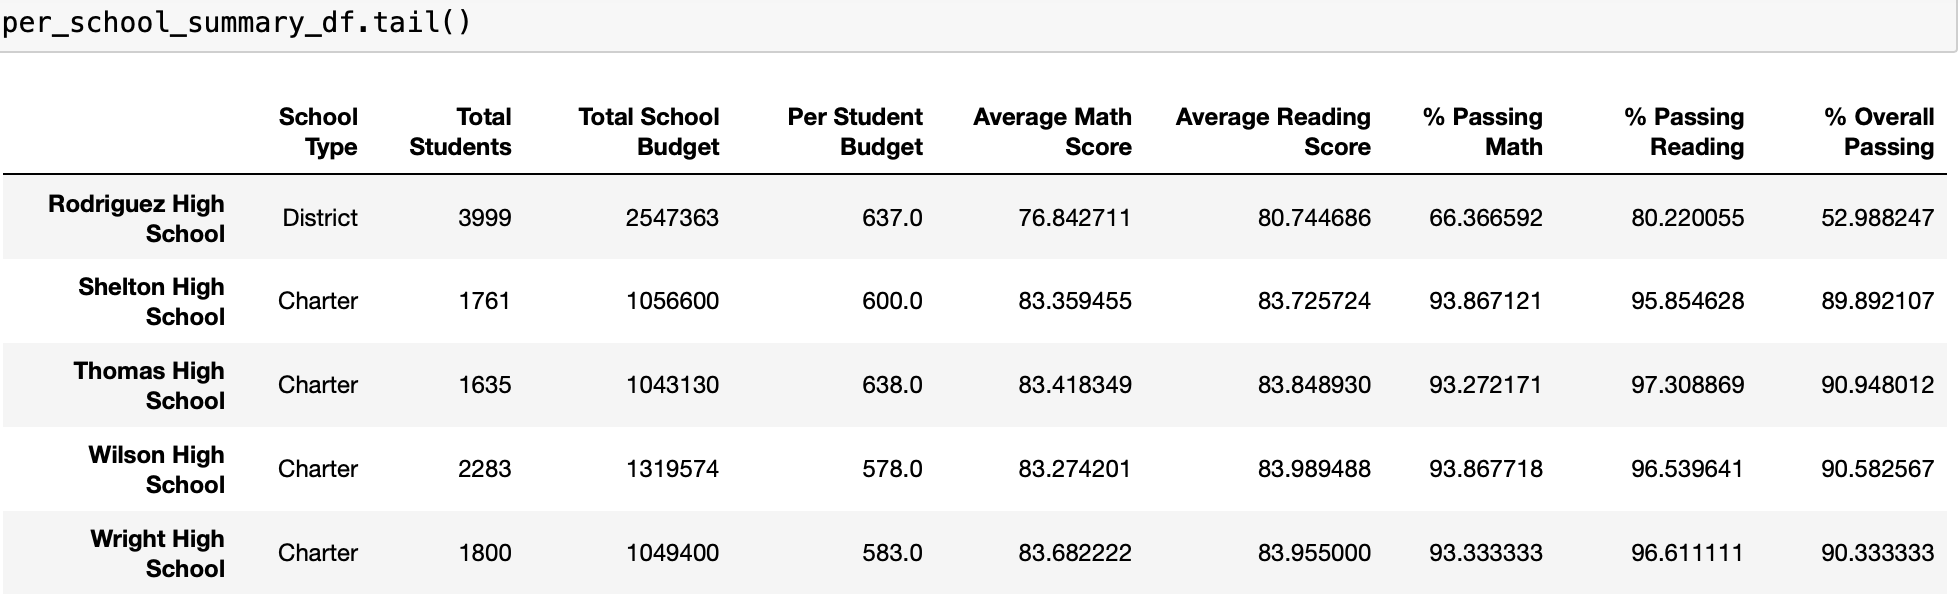 per_school_summary_df.tail()
School Type Total Students Total School Budget Per Student Budget Average Math Score Average Reading Score % Passing Math % Passing Reading % Overall Passing
Rodriguez High School District 3999 2547363 637.0 76.842711 80.744686 66.366592 80.220055 52.988247
Shelton High School Charter 1761 1056600 600.0 83.359455 83.725724 93.867121 95.854628 89.892107
Thomas High School Charter 1635 1043130 638.0 83.418349 83.848930 93.272171 97.308869 90.948012
Wilson High School Charter 2283 1319574 578.0 83.274201 83.989488 93.867718 96.539641 90.582567
Wright High School Charter 1800 1049400 583.0 83.682222 83.955000 93.333333 96.611111 90.333333